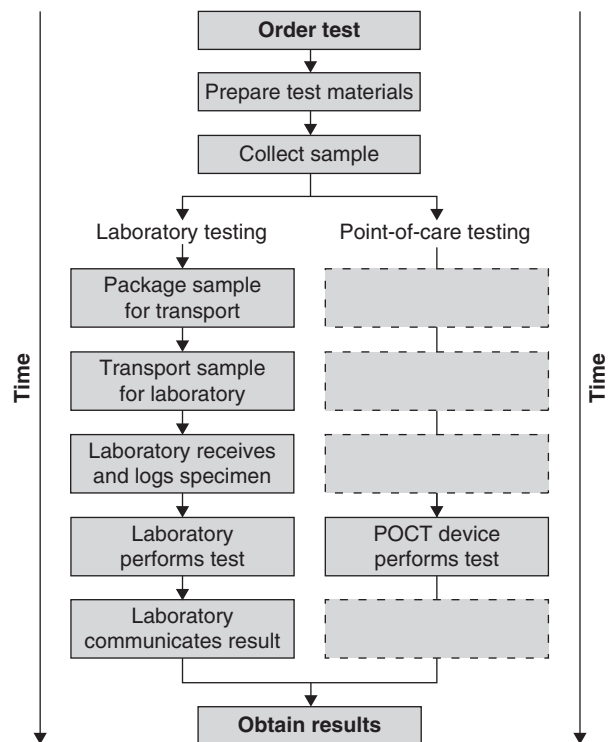 Order test
Prepare test materials
Collect sample
Laboratory testing
Point-of-care testing
Package sample
for transport
Transport sample
for laboratory
Laboratory receives
and logs specimen
Laboratory
performs test
POCT device
performs test
Laboratory
communicates result
Obtain results
Time
Time